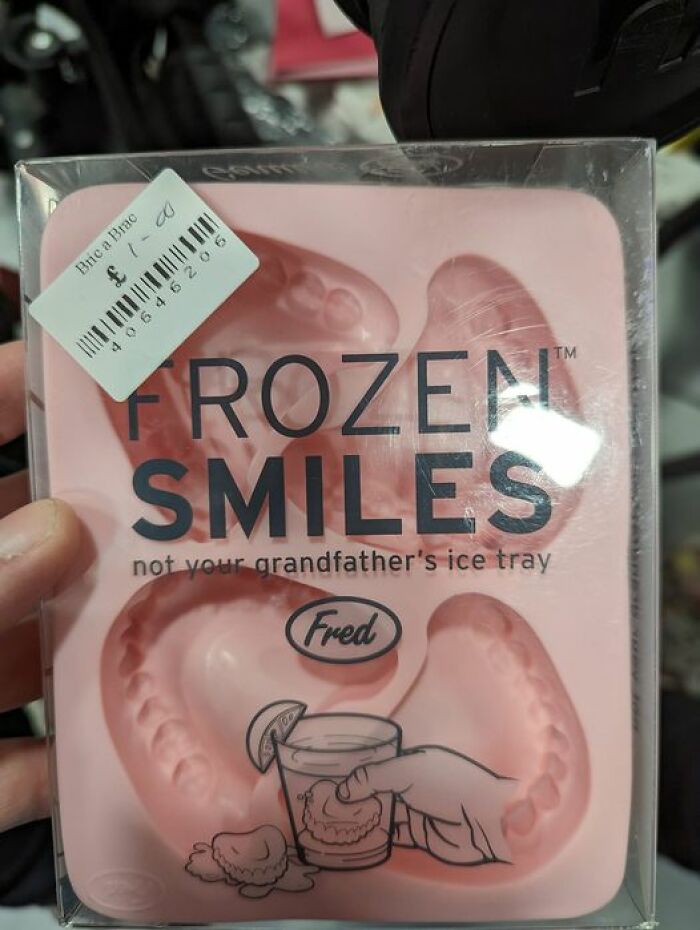 Bric a Brac
£ 1-00
40646206
FROZEN™
SMILES
not your grandfather's ice tray
Fred